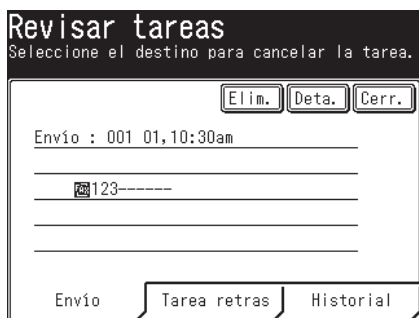 Revisar tareas
Seleccione el destino para cancelar la tarea.
Elim. Deta. Cerr.
Envío : 001 01,10:30am
123------
Envío Tarea retras Historial